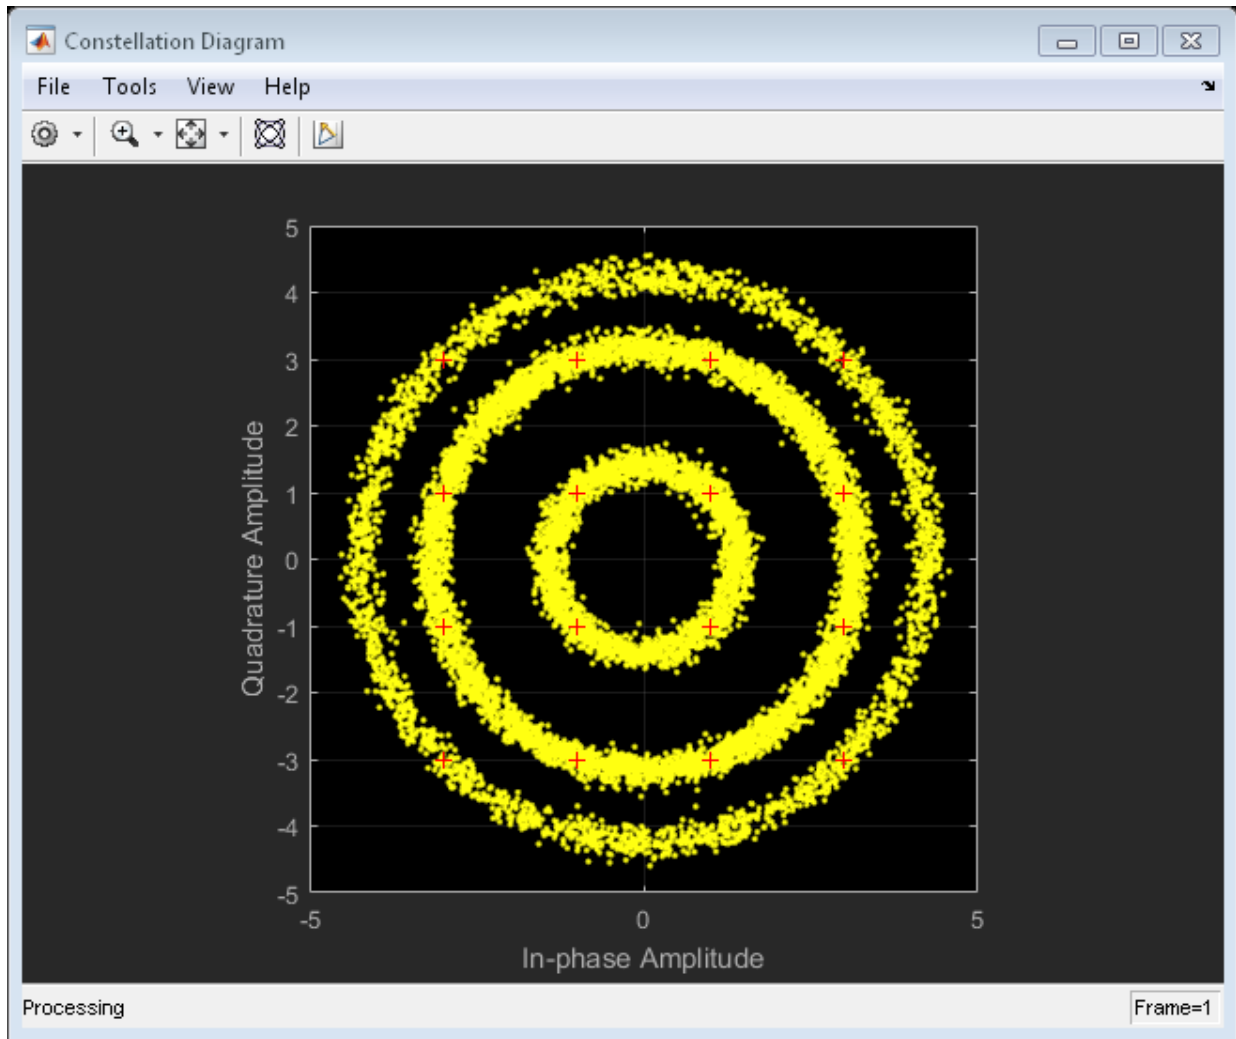 Constellation Diagram
File Tools View Help
5
4
3
2
1
0
-1
-2
-3
-4
-5
Quadrature Amplitude
-5 0 5
In-phase Amplitude
Processing Frame=1